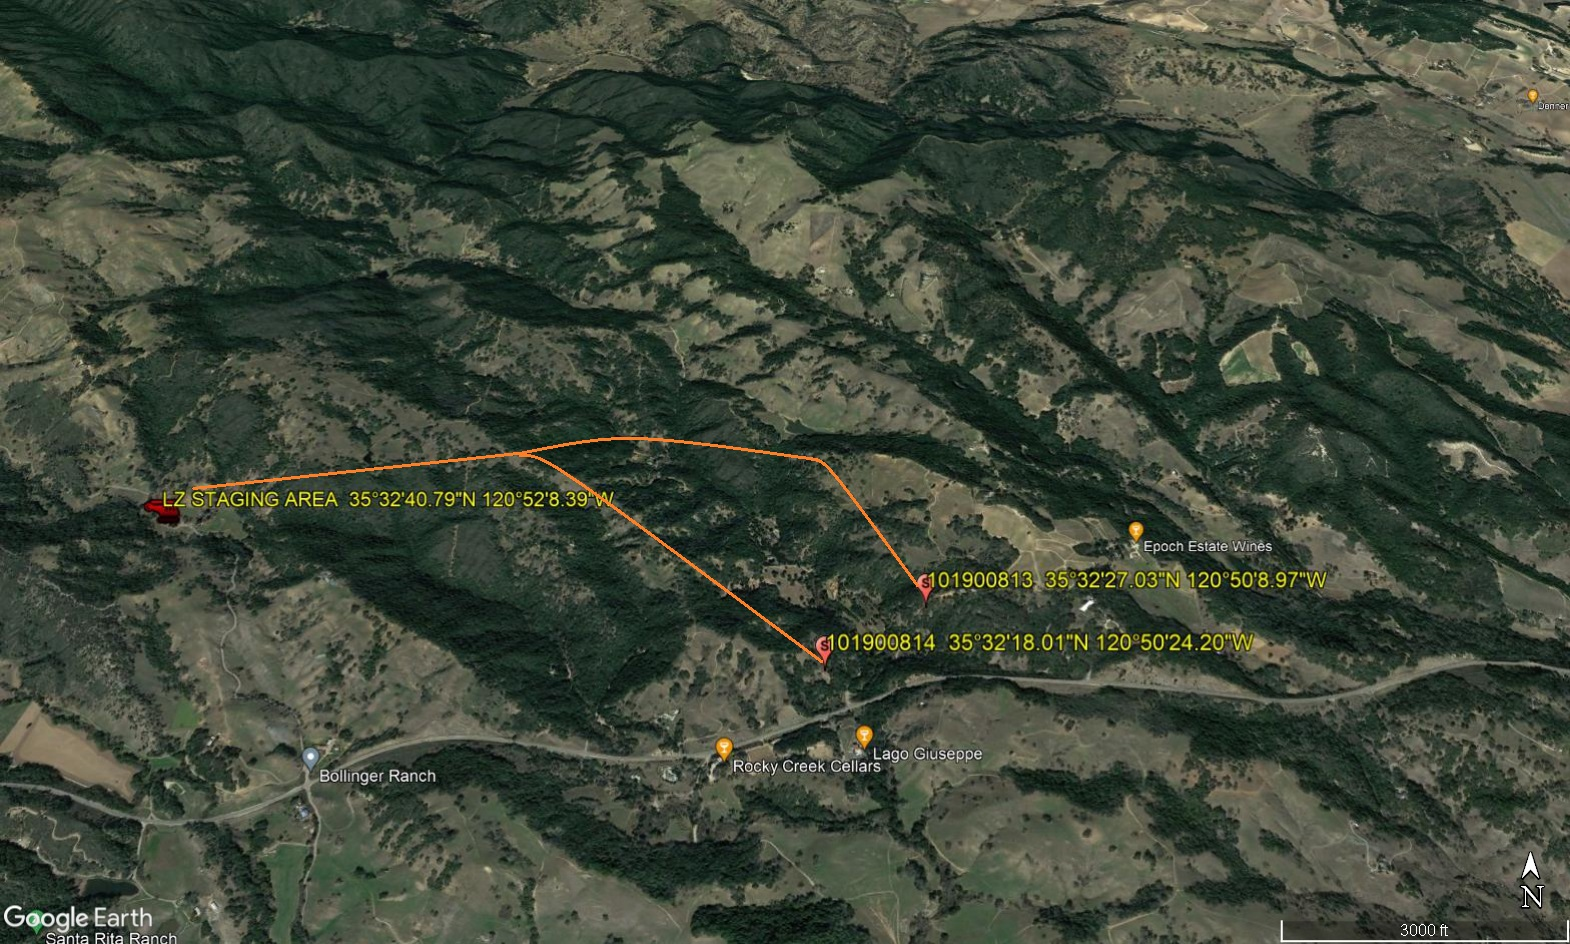 Denner
LZ STAGING AREA 35°32'40.79"N 120°52'8.39"W
Epoch Estate Wines
S
101900813 35°32'27.03"N 120°50'8.97"W
S
101900814 35°32'18.01"N 120°50'24.20"W
Lago Giuseppe
Rocky Creek Cellars
Bollinger Ranch
N
Google Earth
3000 ft
Santa Rita Ranch